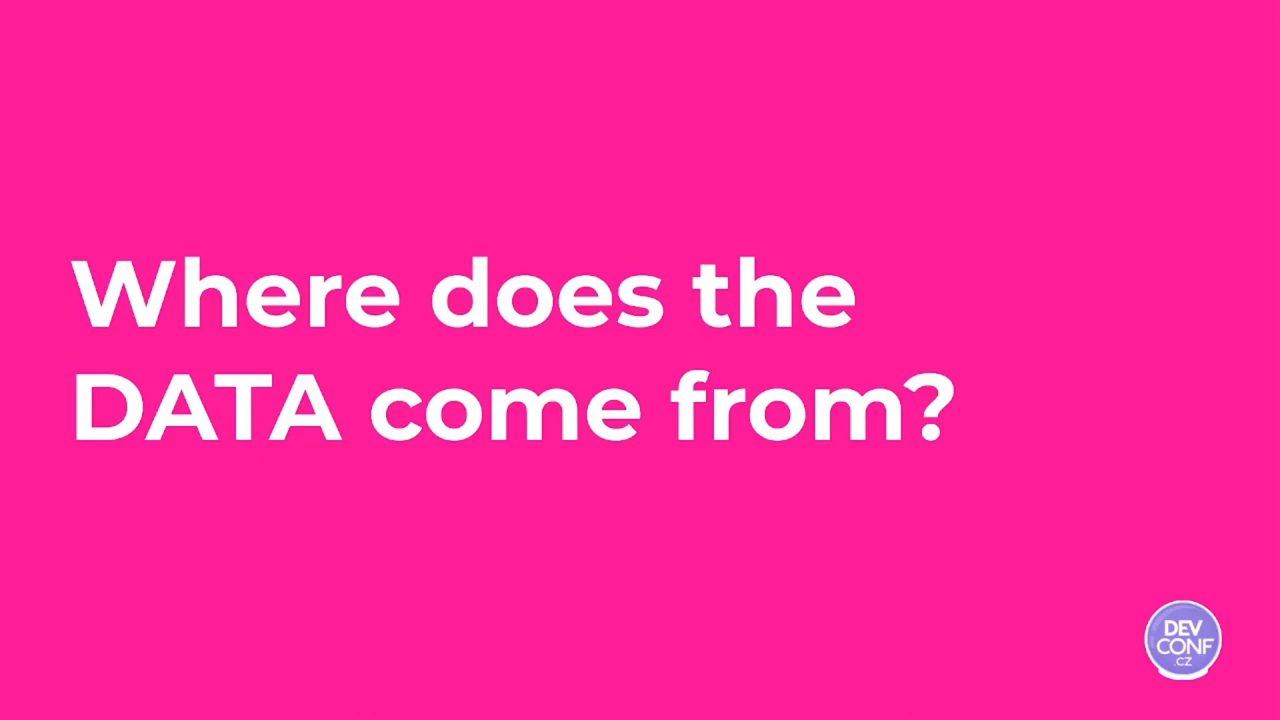 Where does the
DATA come from?
DEV
CONF
.CZ